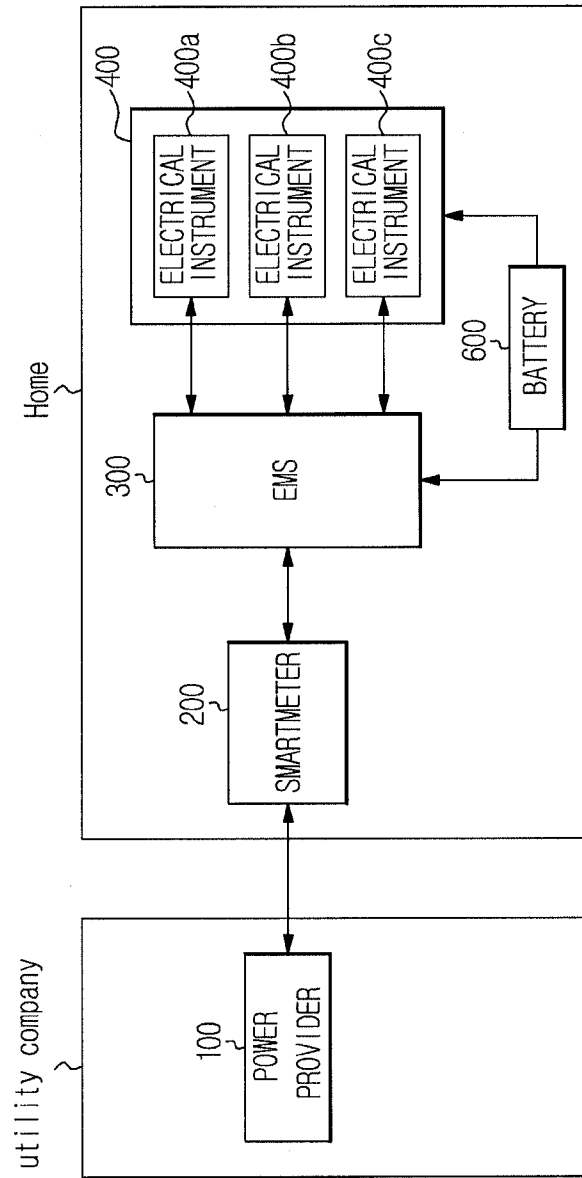 utility company
100
POWER
PROVIDER
Home
200
SMARTMETER
300
EMS
400
400a
ELECTRICAL
INSTRUMENT
400b
ELECTRICAL
INSTRUMENT
400c
ELECTRICAL
INSTRUMENT
600
BATTERY